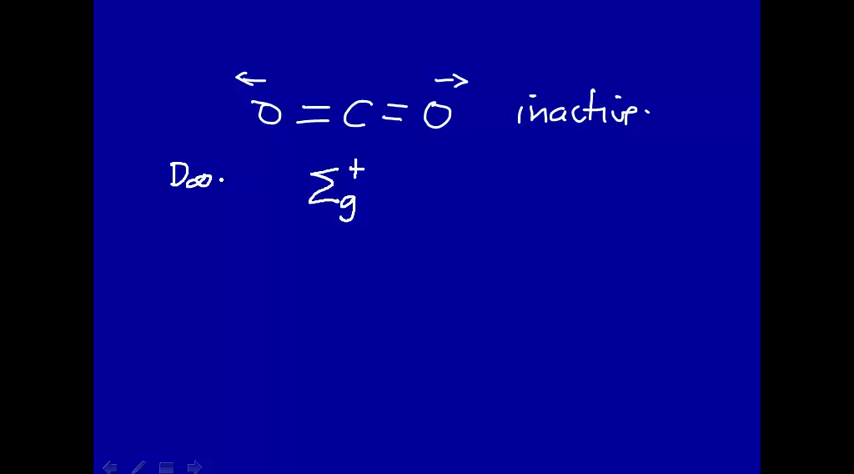 ← →
O = C = O inactive.
D∞. Σg+